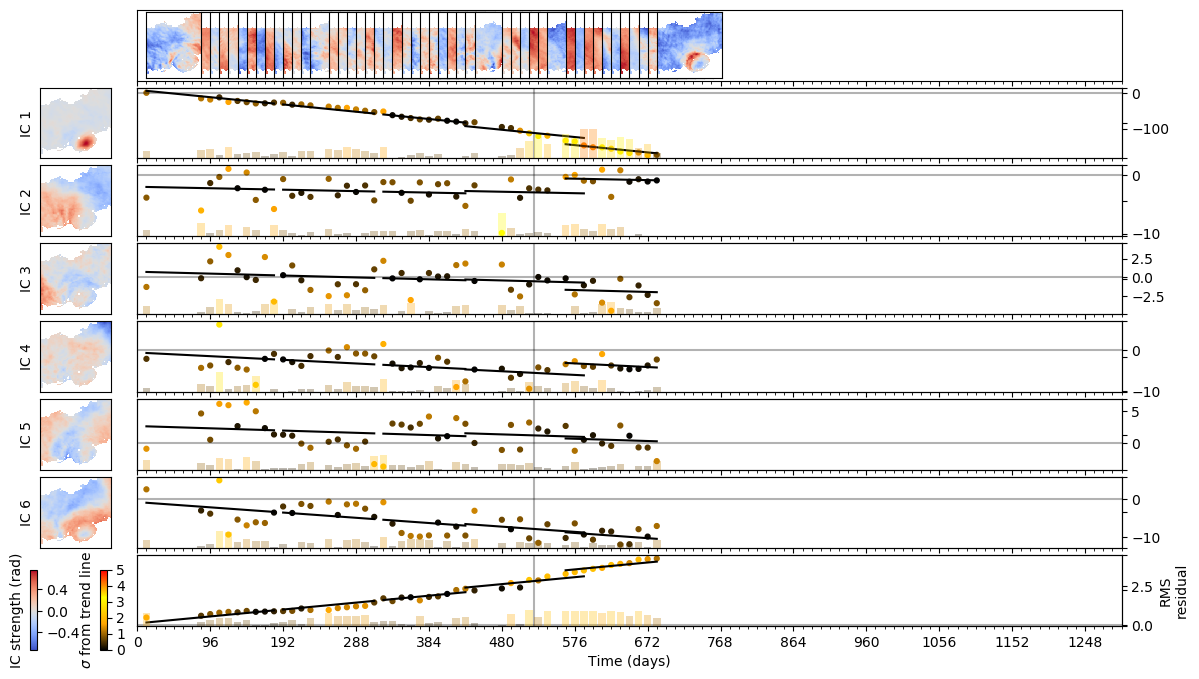 IC 1
0
−100
IC 2
0
−10
IC 3
2.5
0.0
−2.5
IC 4
0
−10
IC 5
5
0
IC 6
0
−10
2.5
0.0
RMS
residual
IC strength (rad)
0.4
0.0
−0.4
σ from trend line
5
4
3
2
1
0
0 96 192 288 384 480 576 672 768 864 960 1056 1152 1248
Time (days)